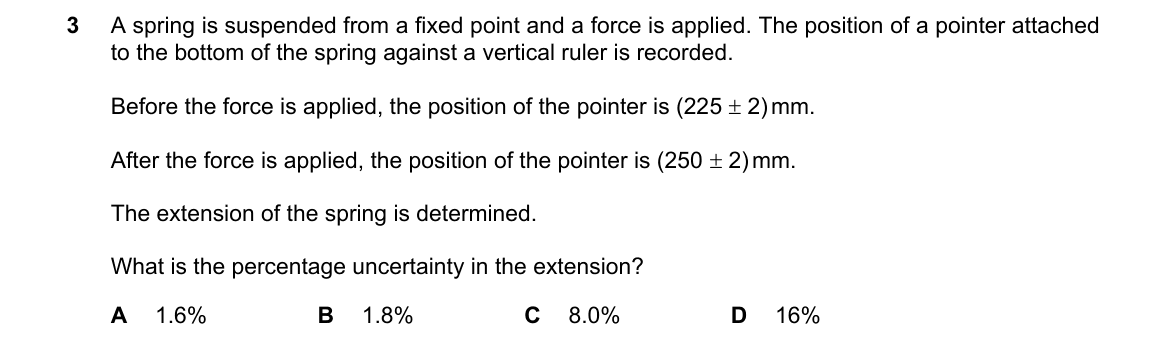 3 A spring is suspended from a fixed point and a force is applied. The position of a pointer attached
to the bottom of the spring against a vertical ruler is recorded.
Before the force is applied, the position of the pointer is (225 ± 2) mm.
After the force is applied, the position of the pointer is (250 ± 2) mm.
The extension of the spring is determined.
What is the percentage uncertainty in the extension?
A 1.6% B 1.8% C 8.0% D 16%